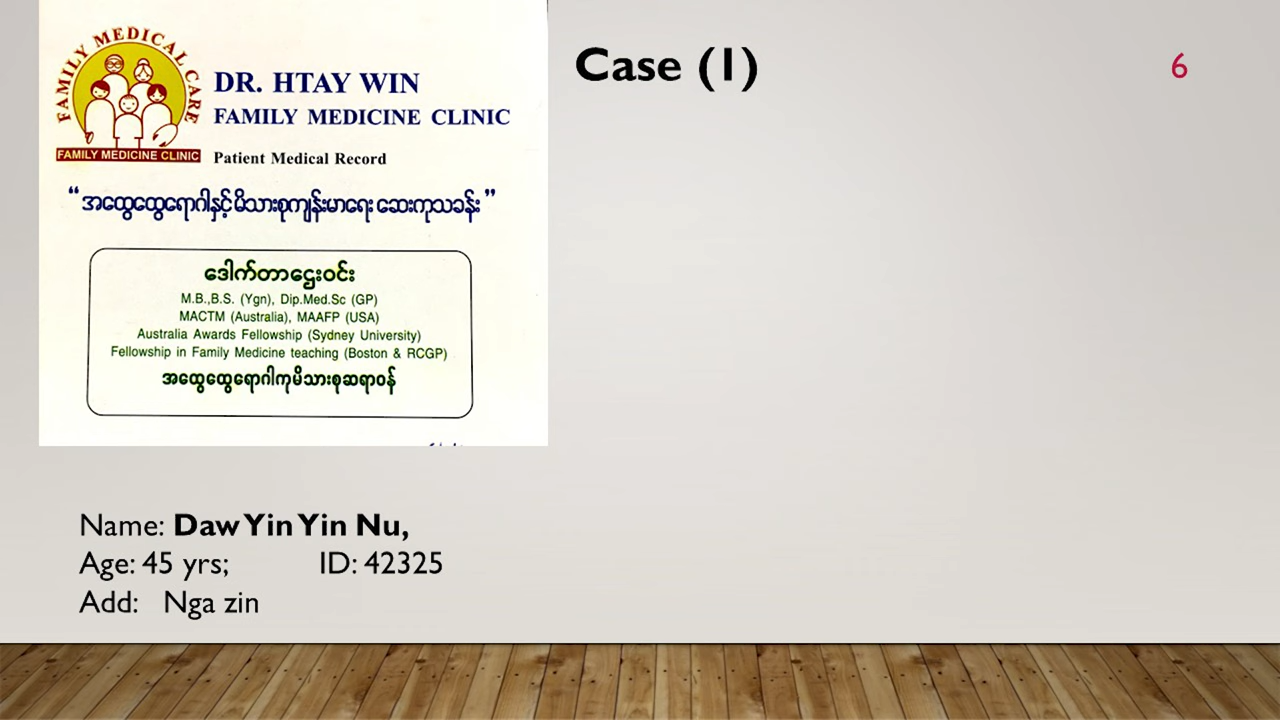 Case (1)
6
FAMILY MEDICAL CARE
FAMILY MEDICINE CLINIC
DR. HTAY WIN
FAMILY MEDICINE CLINIC
Patient Medical Record
“ အထွေထွေရောဂါနှင့်မိသားစုကျန်းမာရေး ဆေးကုသခန်း ”
ဒေါက်တာဌေးဝင်း
M.B.,B.S. (Ygn), Dip.Med.Sc (GP)
MACTM (Australia), MAAFP (USA)
Australia Awards Fellowship (Sydney University)
Fellowship in Family Medicine teaching (Boston & RCGP)
အထွေထွေရောဂါကုမိသားစုဆရာဝန်
Name: Daw Yin Yin Nu,
Age: 45 yrs; ID: 42325
Add: Nga zin